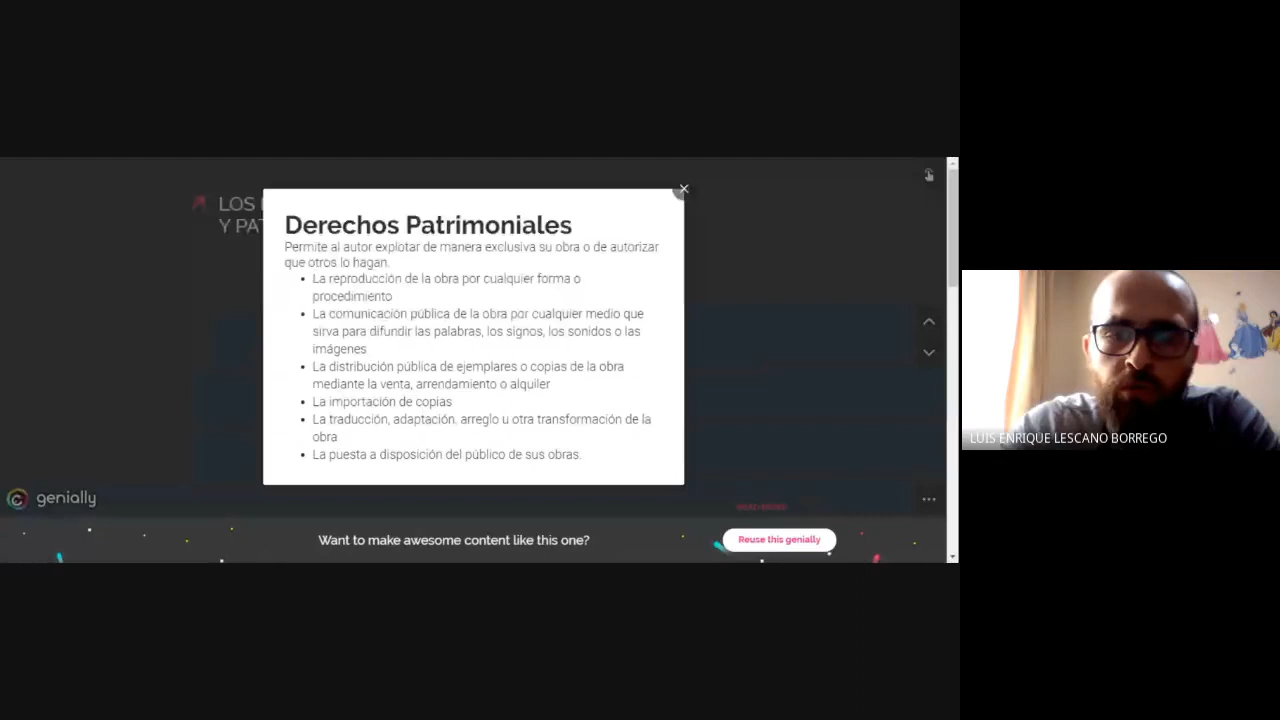 LOS
Y PAT
Derechos Patrimoniales
Permite al autor explotar de manera exclusiva su obra o de autorizar
que otros lo hagan.
• La reproducción de la obra por cualquier forma o
procedimiento
• La comunicación pública de la obra por cualquier medio que
sirva para difundir las palabras, los signos, los sonidos o las
imágenes
• La distribución pública de ejemplares o copias de la obra
mediante la venta, arrendamiento o alquiler
• La importación de copias
• La traducción, adaptación, arreglo u otra transformación de la
obra
• La puesta a disposición del público de sus obras.
genially
Want to make awesome content like this one?
Reuse this genially
LUIS ENRIQUE LESCANO BORREGO